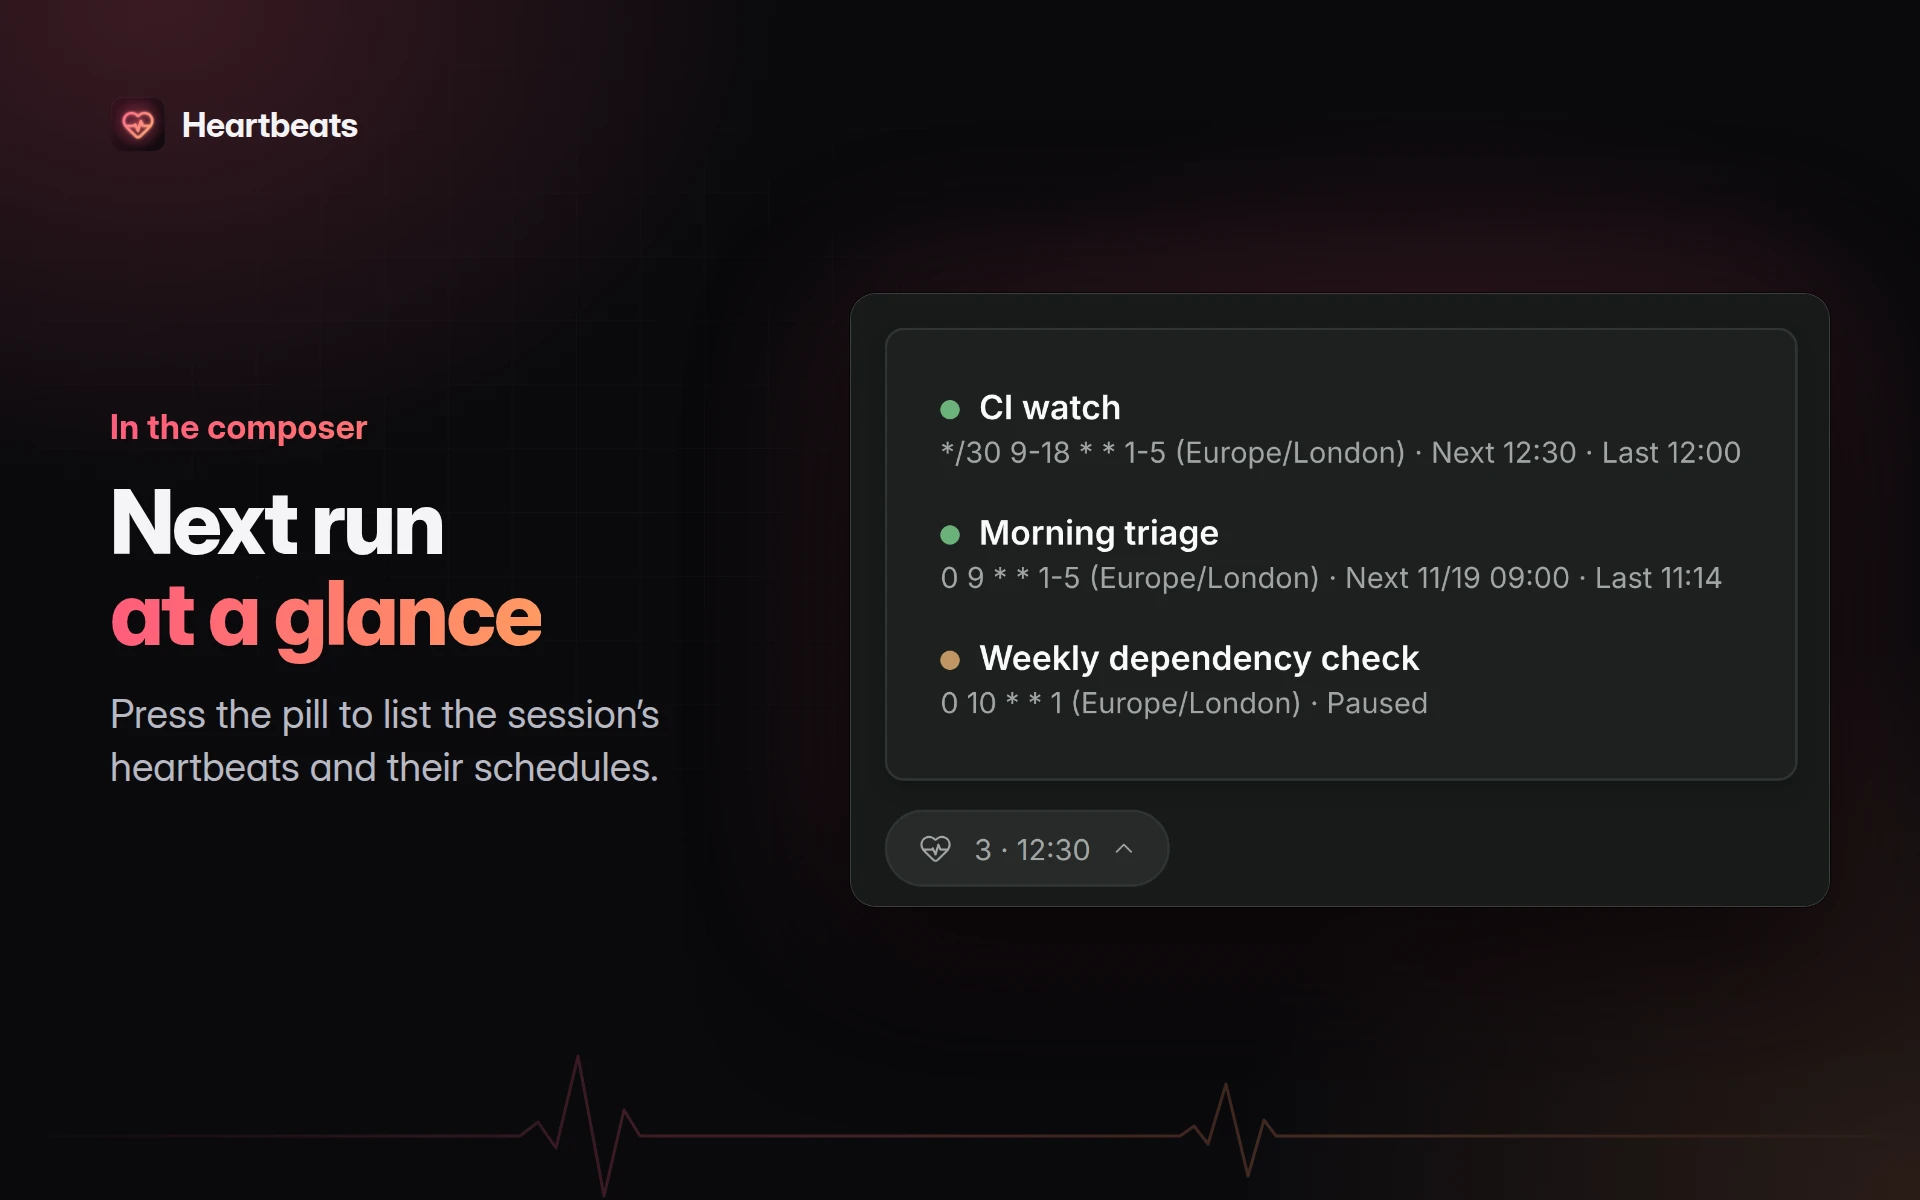 Heartbeats
In the composer
Next run
at a glance
Press the pill to list the session’s
heartbeats and their schedules.
CI watch
*/30 9-18 * * 1-5 (Europe/London) · Next 12:30 · Last 12:00
Morning triage
0 9 * * 1-5 (Europe/London) · Next 11/19 09:00 · Last 11:14
Weekly dependency check
0 10 * * 1 (Europe/London) · Paused
3 · 12:30